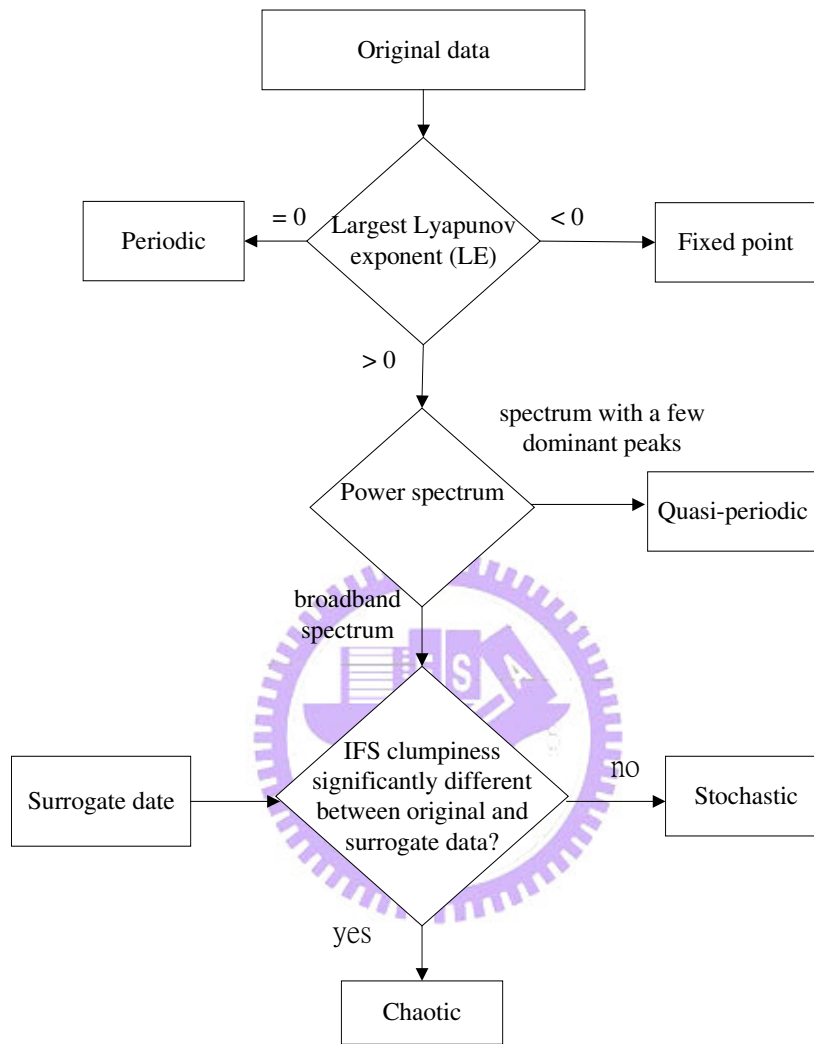 Original data
= 0
Largest Lyapunov
exponent (LE)
< 0
Periodic
Fixed point
> 0
spectrum with a few
dominant peaks
Power spectrum
Quasi-periodic
broadband
spectrum
S A
IFS clumpiness
significantly different
between original and
surrogate data?
no
Surrogate date
Stochastic
yes
Chaotic